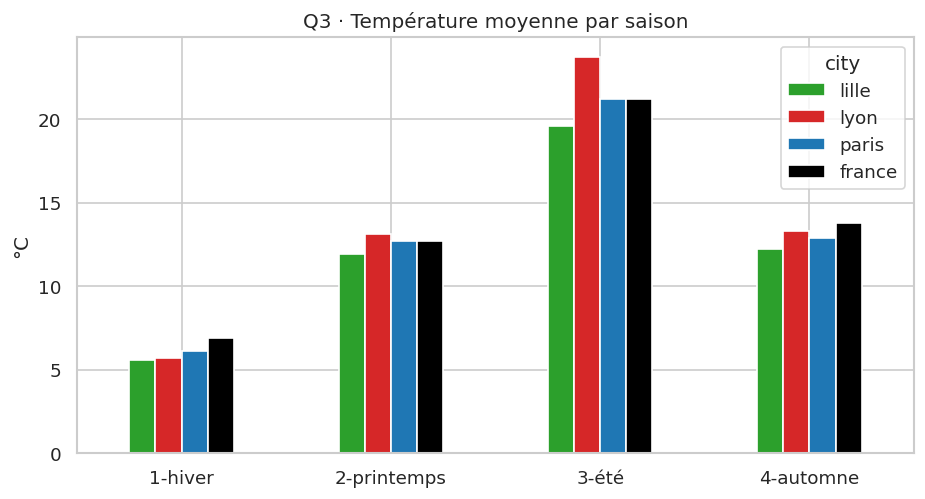 Q3 · Température moyenne par saison
city
lille
lyon
paris
france
°C
20
15
10
5
0
1-hiver
2-printemps
3-été
4-automne